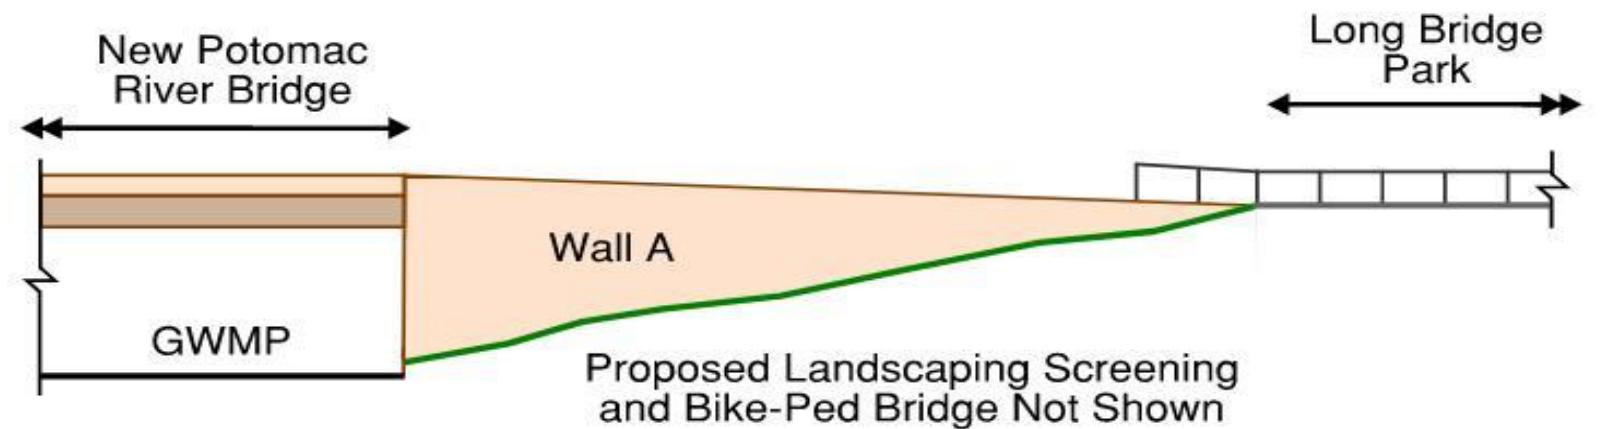 New Potomac
River Bridge
Long Bridge
Park
Wall A
GWMP
Proposed Landscaping Screening
and Bike-Ped Bridge Not Shown